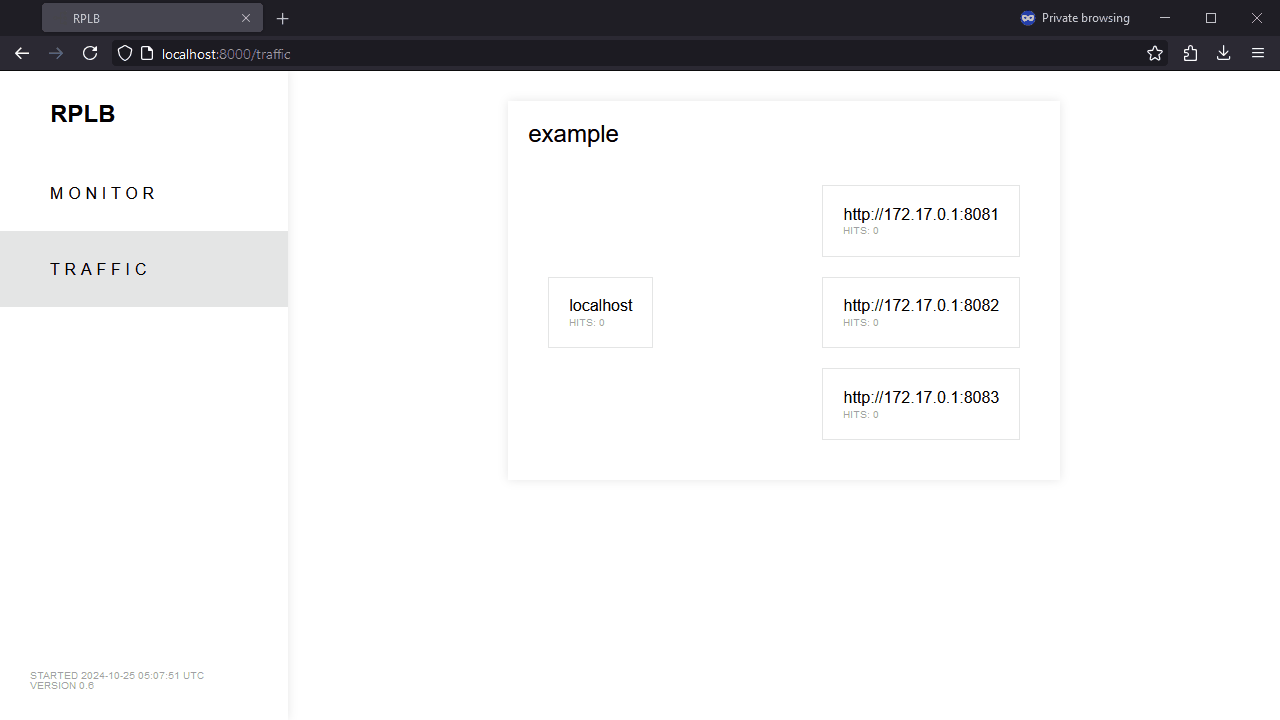 RPLB
Private browsing
localhost:8000/traffic
RPLB
MONITOR
TRAFFIC
STARTED 2024-10-25 05:07:51 UTC
VERSION 0.6
example
localhost
HITS: 0
http://172.17.0.1:8081
HITS: 0
http://172.17.0.1:8082
HITS: 0
http://172.17.0.1:8083
HITS: 0